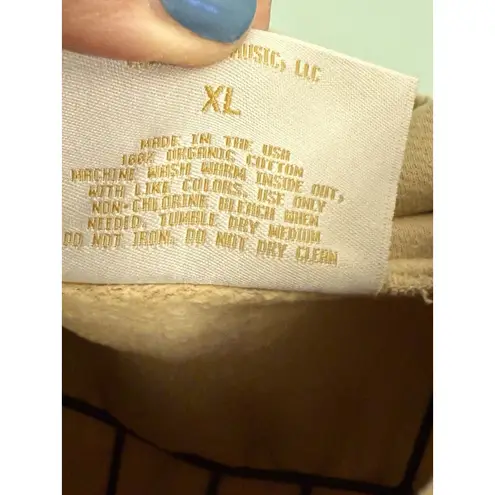 MUSIC, LLC
XL
MADE IN THE USA
100% ORGANIC COTTON
MACHINE WASH WARM INSIDE OUT,
WITH LIKE COLORS. USE ONLY
NON-CHLORINE BLEACH WHEN
NEEDED. TUMBLE DRY MEDIUM
DO NOT IRON. DO NOT DRY CLEAN